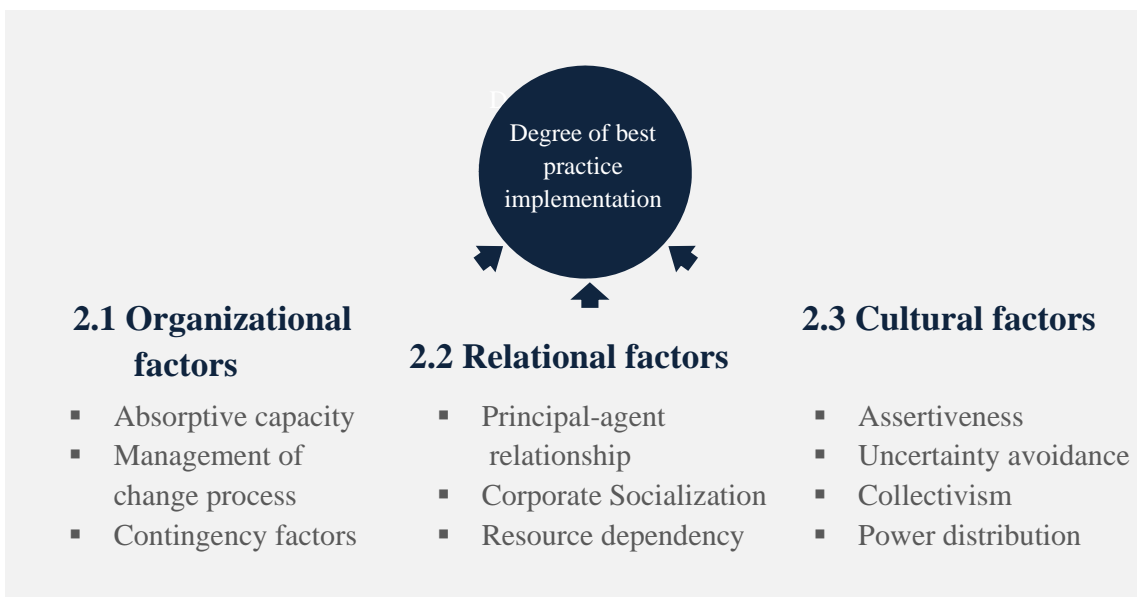 Degree of best
practice
implementation
2.1 Organizational
factors
▪ Absorptive capacity
▪ Management of
change process
▪ Contingency factors
2.2 Relational factors
▪ Principal-agent
relationship
▪ Corporate Socialization
▪ Resource dependency
2.3 Cultural factors
▪ Assertiveness
▪ Uncertainty avoidance
▪ Collectivism
▪ Power distribution